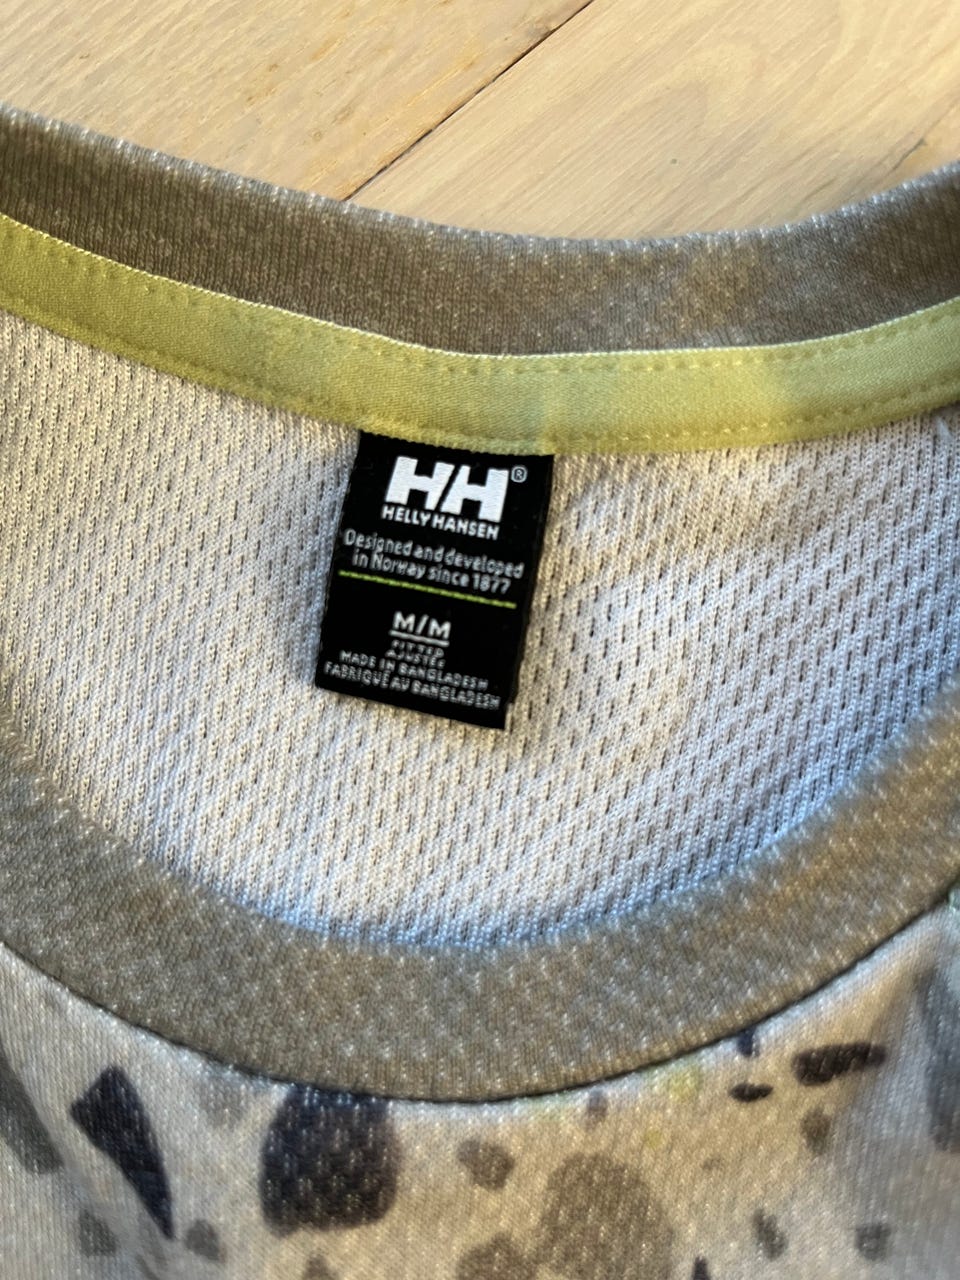 HH®
HELLY HANSEN
Designed and developed
in Norway since 1877
M/M
FITTED
AJUSTÉE
MADE IN BANGLADESH
FABRIQUÉ AU BANGLADESH